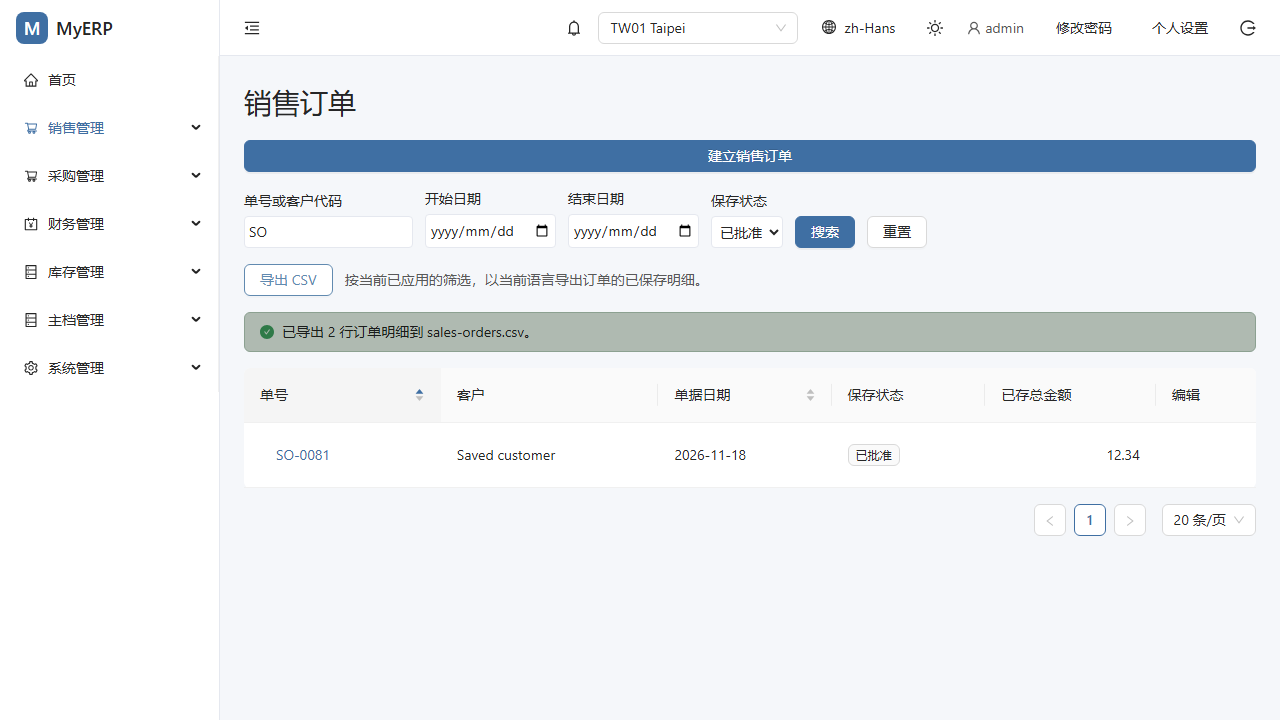 M MyERP
TW01 Taipei
zh-Hans
admin
修改密码
个人设置
首页
销售管理
采购管理
财务管理
库存管理
主档管理
系统管理
销售订单
建立销售订单
单号或客户代码
开始日期
结束日期
保存状态
SO
yyyy/mm/dd
yyyy/mm/dd
已批准
搜索
重置
导出 CSV
按当前已应用的筛选，以当前语言导出订单的已保存明细。
已导出 2 行订单明细到 sales-orders.csv。
单号 客户 单据日期 保存状态 已存总金额 编辑
SO-0081 Saved customer 2026-11-18 已批准 12.34
1
20 条/页